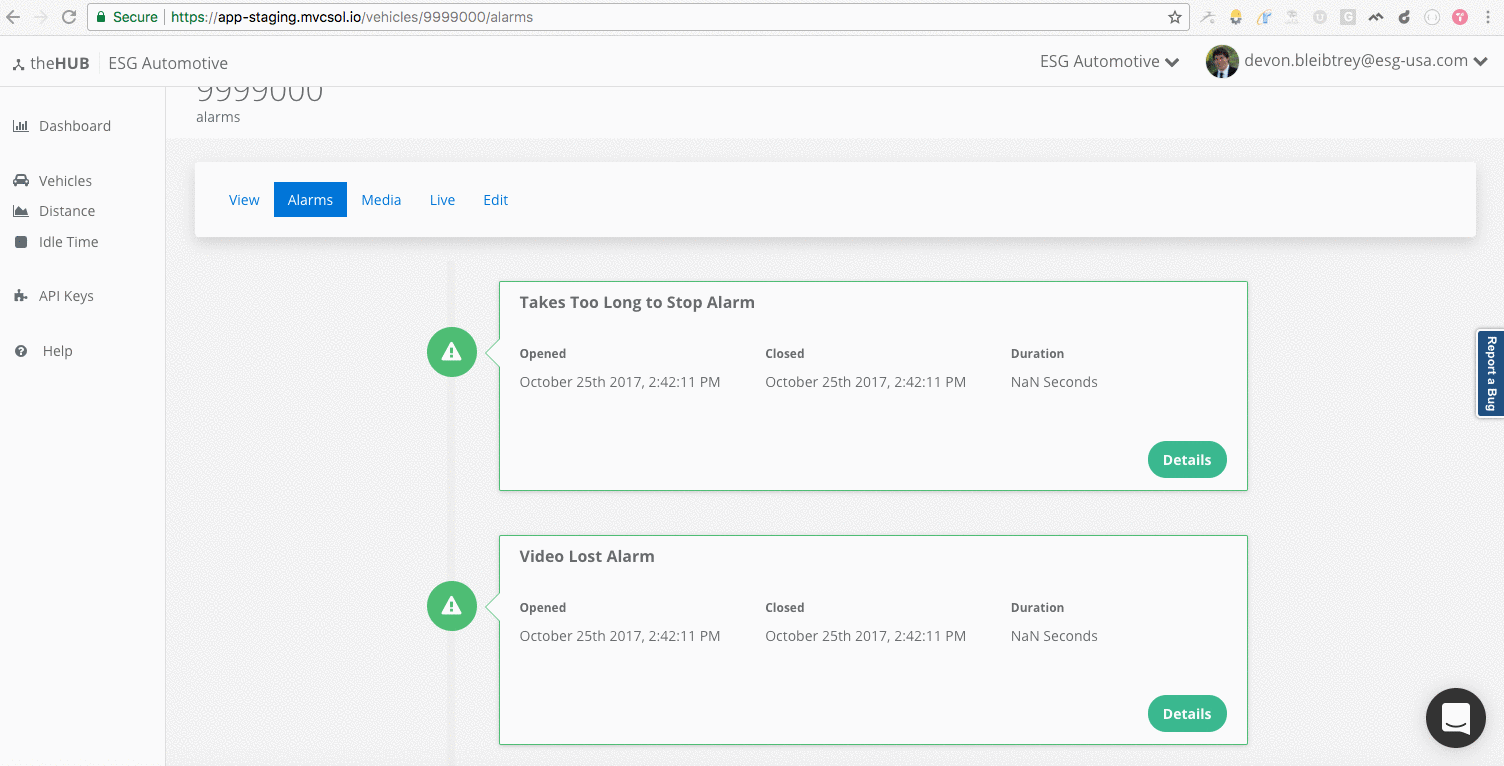 Secure https://app-staging.mvcsol.io/vehicles/9999000/alarms
theHUB ESG Automotive
ESG Automotive devon.bleibtrey@esg-usa.com
9999000
alarms
Dashboard
Vehicles
Distance
Idle Time
API Keys
Help
View Alarms Media Live Edit
Takes Too Long to Stop Alarm
Opened Closed Duration
October 25th 2017, 2:42:11 PM October 25th 2017, 2:42:11 PM NaN Seconds
Details
Video Lost Alarm
Opened Closed Duration
October 25th 2017, 2:42:11 PM October 25th 2017, 2:42:11 PM NaN Seconds
Details
Report a Bug